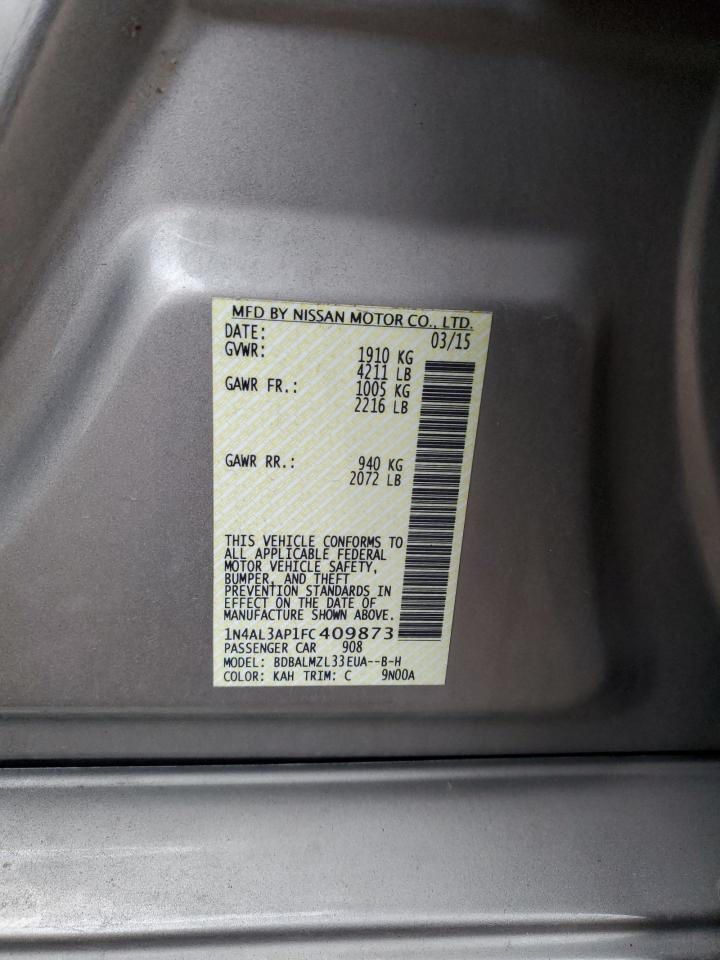 MFD BY NISSAN MOTOR CO., LTD.
DATE: 03/15
GVWR: 1910 KG
4211 LB
GAWR FR.: 1005 KG
2216 LB
GAWR RR.: 940 KG
2072 LB
THIS VEHICLE CONFORMS TO
ALL APPLICABLE FEDERAL
MOTOR VEHICLE SAFETY,
BUMPER, AND THEFT
PREVENTION STANDARDS IN
EFFECT ON THE DATE OF
MANUFACTURE SHOWN ABOVE.
1N4AL3AP1FC409873
PASSENGER CAR 908
MODEL: BDBALMZL33EUA--B-H
COLOR: KAH TRIM: C 9N00A